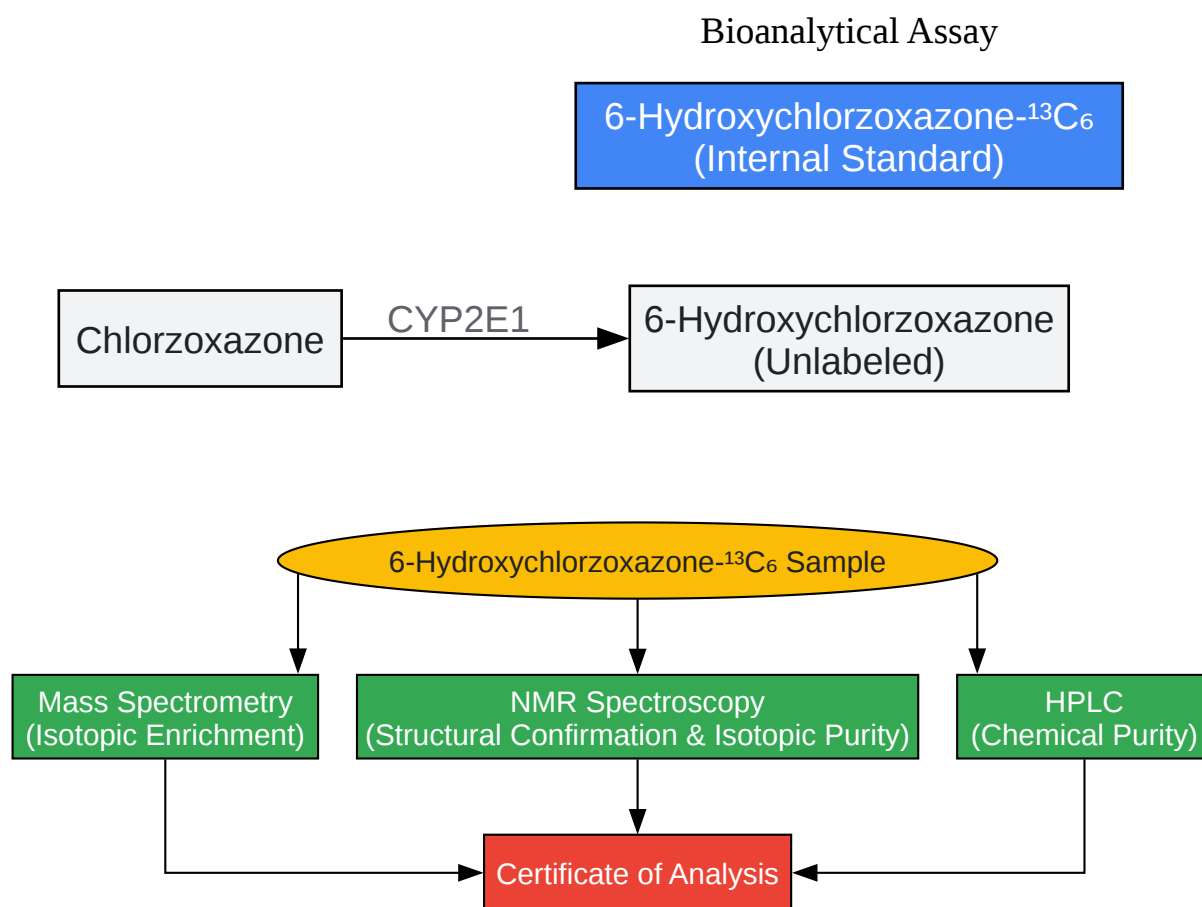 Bioanalytical Assay
6-Hydroxychlorzoxazone-¹³C₆
(Internal Standard)
Chlorzoxazone
CYP2E1
6-Hydroxychlorzoxazone
(Unlabeled)
6-Hydroxychlorzoxazone-¹³C₆ Sample
Mass Spectrometry
(Isotopic Enrichment)
NMR Spectroscopy
(Structural Confirmation & Isotopic Purity)
HPLC
(Chemical Purity)
Certificate of Analysis